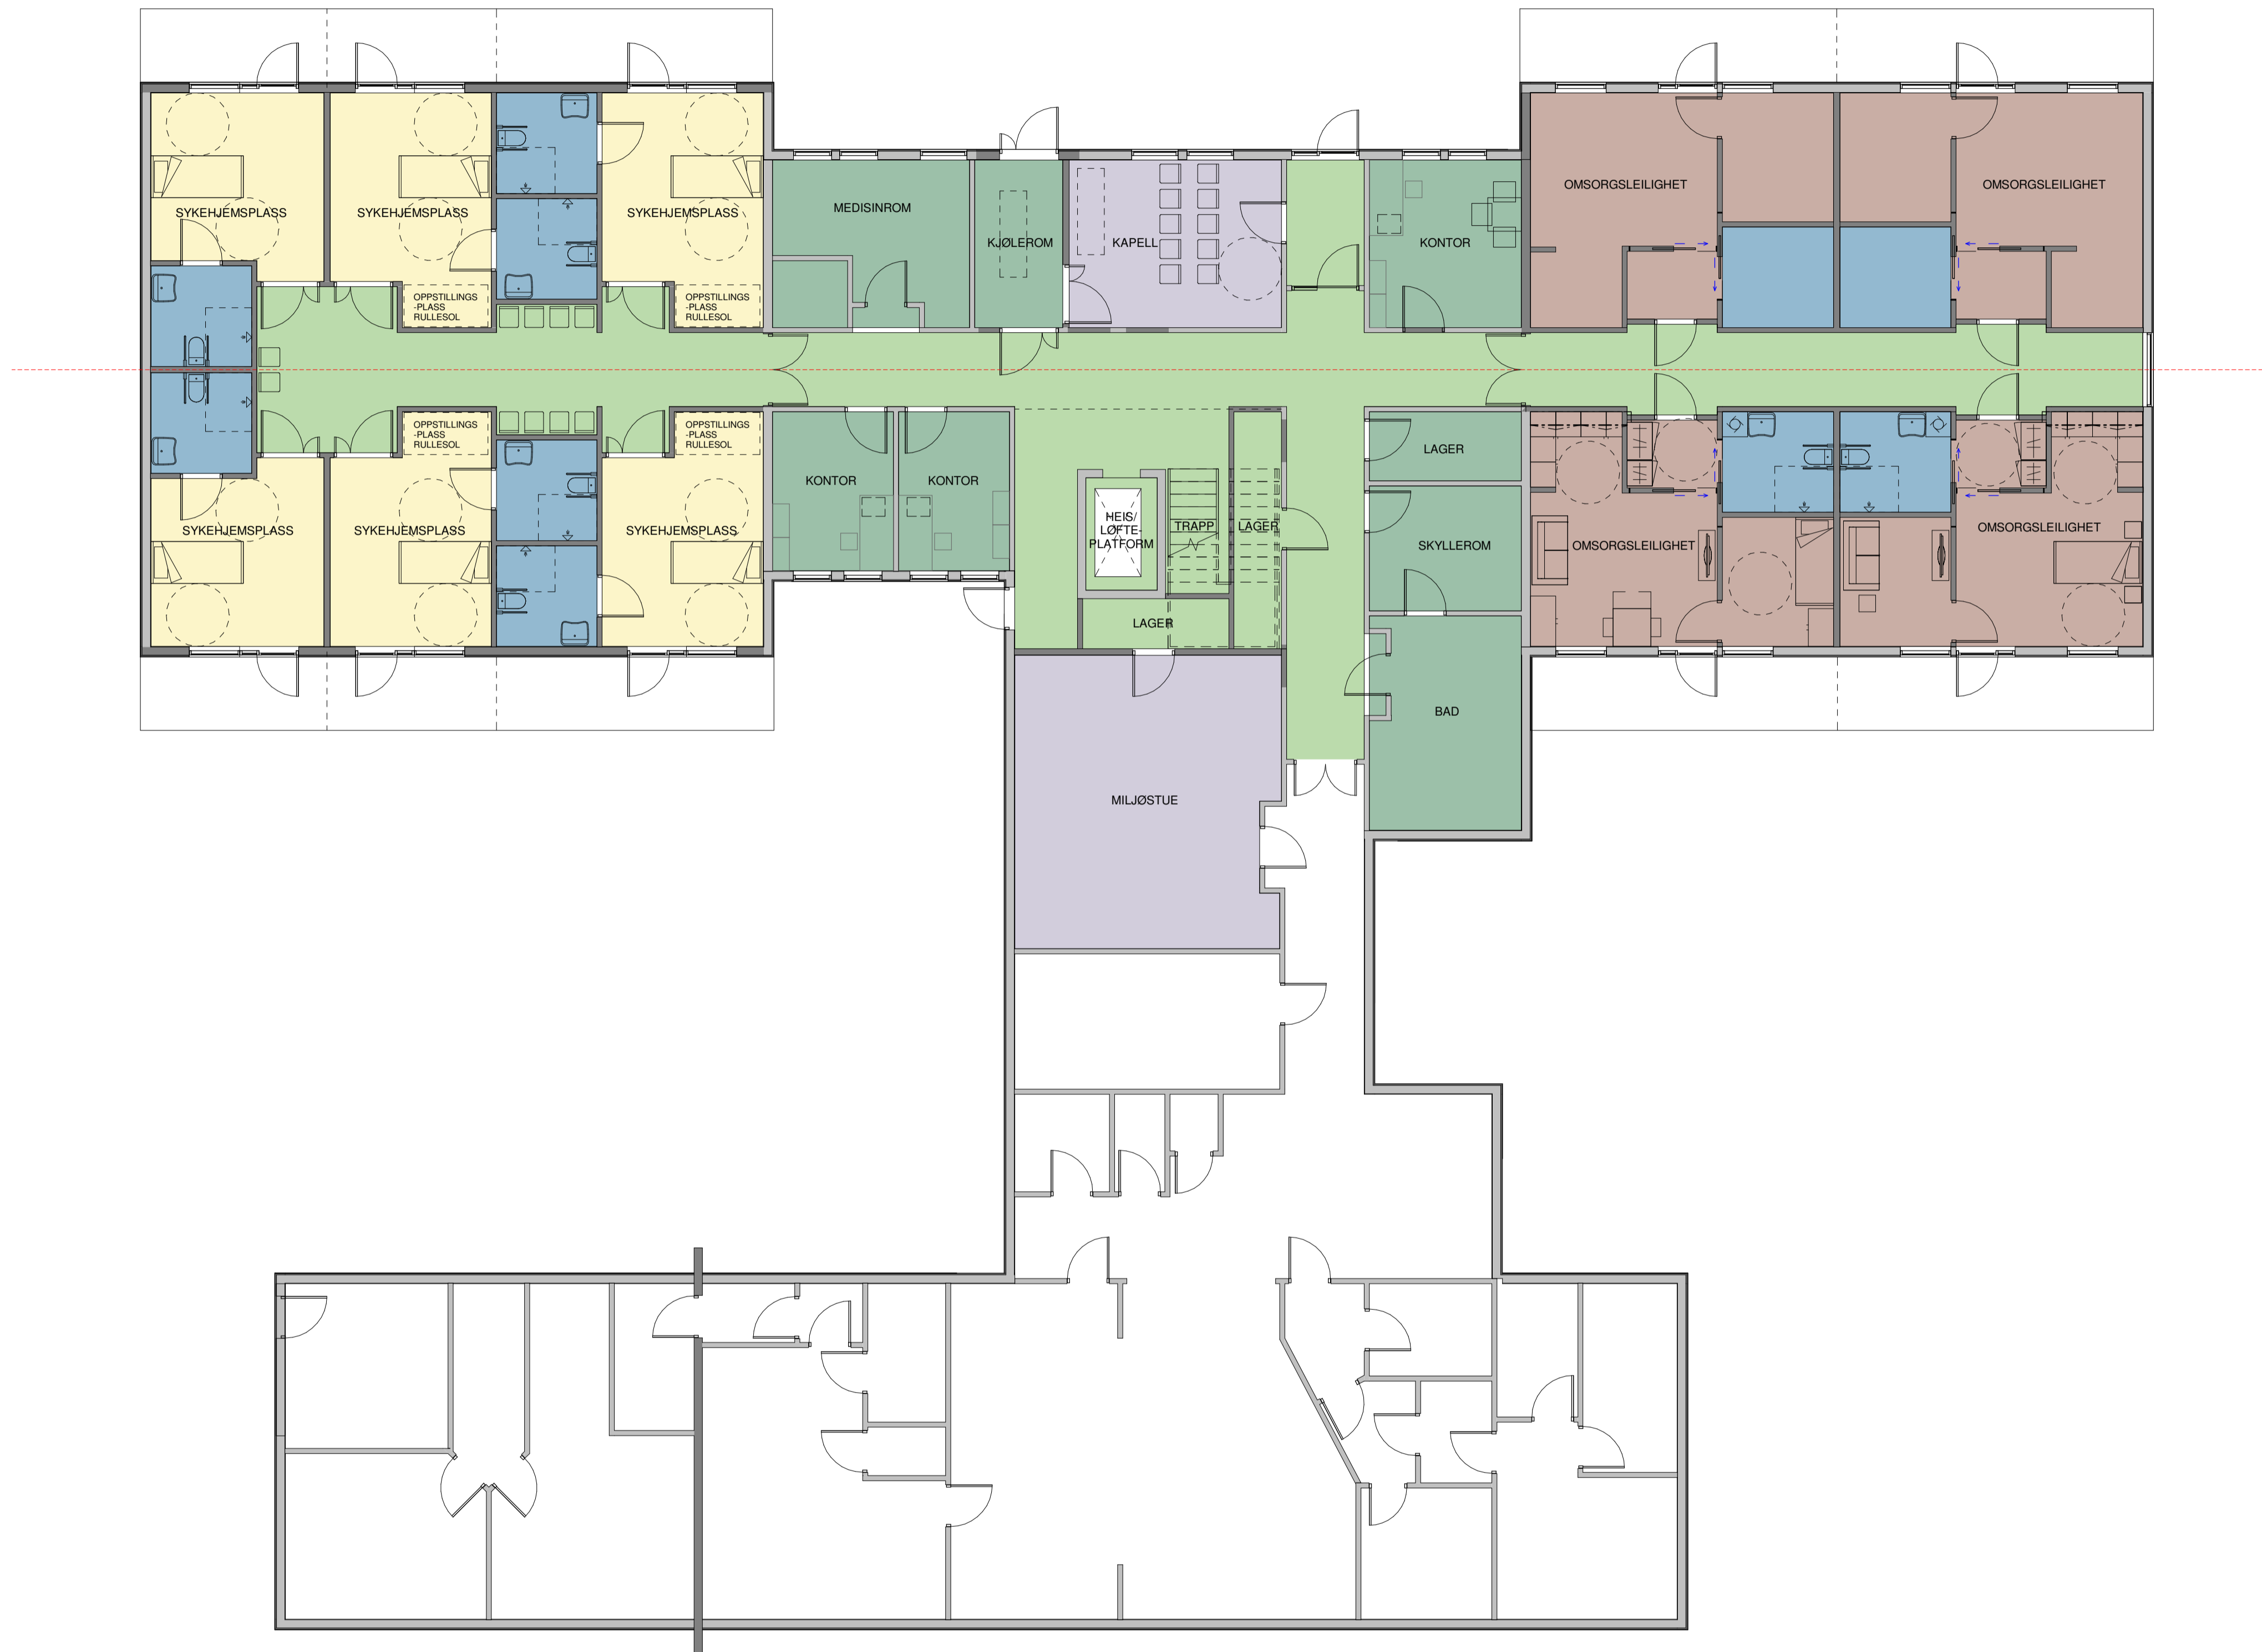 OMSORGSLEILIGHET
OMSORGSLEILIGHET
SYKEHJEMSPLASS
SYKEHJEMSPLASS
SYKEHJEMSPLASS
MEDISINROM
KJØLEROM
KAPELL
KONTOR
OPPSTILLINGS
-PLASS
RULLESOL
OPPSTILLINGS
-PLASS
RULLESOL
OPPSTILLINGS
-PLASS
RULLESOL
OPPSTILLINGS
-PLASS
RULLESOL
LAGER
KONTOR
KONTOR
SYKEHJEMSPLASS
SYKEHJEMSPLASS
SYKEHJEMSPLASS
HEIS/
LØFTE-
PLATFORM
TRAPP
LAGER
SKYLLEROM
OMSORGSLEILIGHET
OMSORGSLEILIGHET
LAGER
BAD
MILJØSTUE